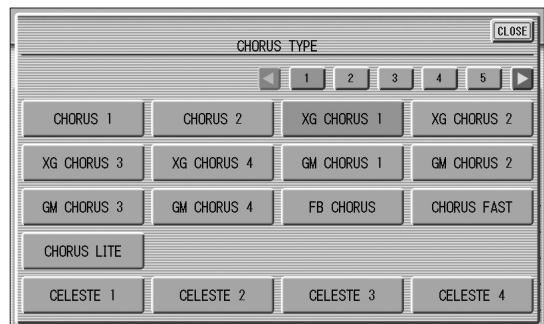 CLOSE
CHORUS TYPE
1 2 3 4 5
CHORUS 1 CHORUS 2 XG CHORUS 1 XG CHORUS 2
XG CHORUS 3 XG CHORUS 4 GM CHORUS 1 GM CHORUS 2
GM CHORUS 3 GM CHORUS 4 FB CHORUS CHORUS FAST
CHORUS LITE
CELESTE 1 CELESTE 2 CELESTE 3 CELESTE 4